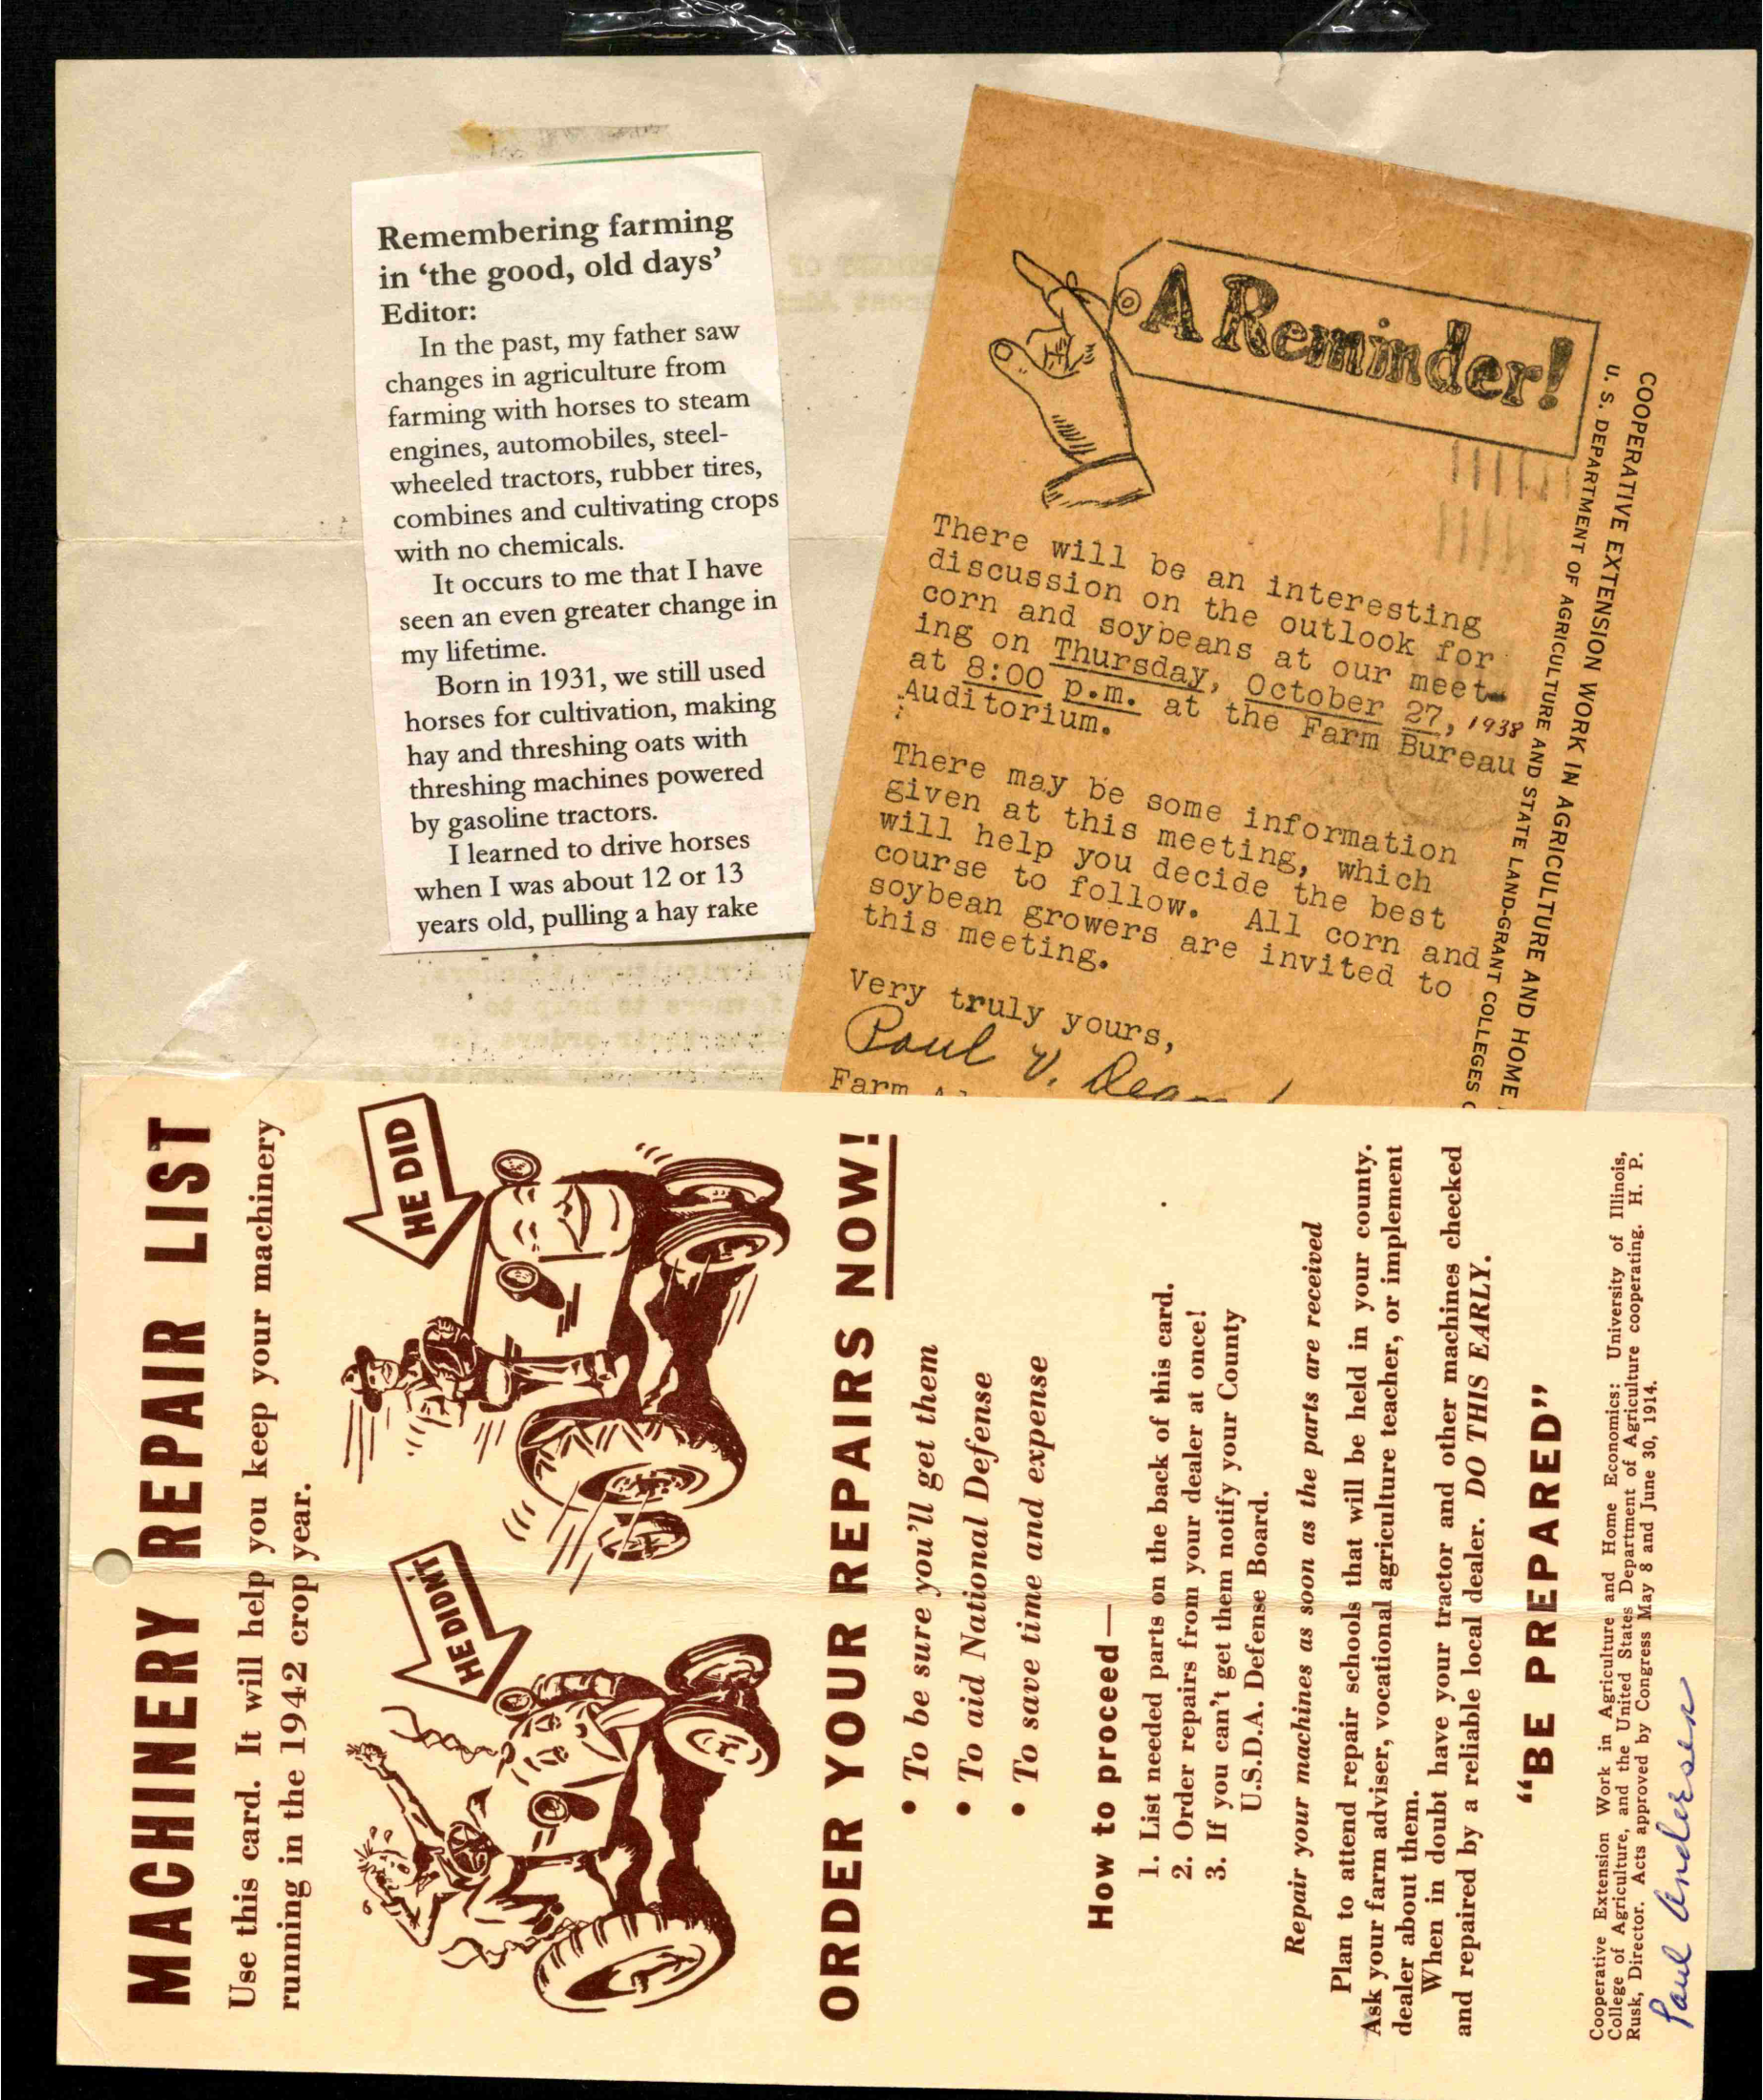 Remembering farming
in ‘the good, old days’
Editor:
In the past, my father saw
changes in agriculture from
farming with horses to steam
engines, automobiles, steel-
wheeled tractors, rubber tires,
combines and cultivating crops
with no chemicals.
It occurs to me that I have
seen an even greater change in
my lifetime.
Born in 1931, we still used
horses for cultivation, making
hay and threshing oats with
threshing machines powered
by gasoline tractors.
I learned to drive horses
when I was about 12 or 13
years old, pulling a hay rake
A Reminder!
There will be an interesting
discussion on the outlook for
corn and soybeans at our meet-
ing on Thursday, October 27, 1938
at 8:00 p.m. at the Farm Bureau
Auditorium.
There may be some information
given at this meeting, which
will help you decide the best
course to follow. All corn and
soybean growers are invited to
this meeting.
Very truly yours,
Paul V.
Farm
COOPERATIVE EXTENSION WORK IN AGRICULTURE AND HOME
U. S. DEPARTMENT OF AGRICULTURE AND STATE LAND-GRANT COLLEGES
MACHINERY REPAIR LIST
Use this card. It will help you keep your machinery
running in the 1942 crop year.
HE DIDN'T
HE DID
ORDER YOUR REPAIRS NOW!
• To be sure you’ll get them
• To aid National Defense
• To save time and expense
How to proceed—
1. List needed parts on the back of this card.
2. Order repairs from your dealer at once!
3. If you can’t get them notify your County
U.S.D.A. Defense Board.
Repair your machines as soon as the parts are received
Plan to attend repair schools that will be held in your county.
Ask your farm adviser, vocational agriculture teacher, or implement
dealer about them.
When in doubt have your tractor and other machines checked
and repaired by a reliable local dealer. DO THIS EARLY.
“BE PREPARED”
Cooperative Extension Work in Agriculture and Home Economics: University of Illinois,
College of Agriculture, and the United States Department of Agriculture cooperating. H. P.
Rusk, Director. Acts approved by Congress May 8 and June 30, 1914.
Paul Andersen